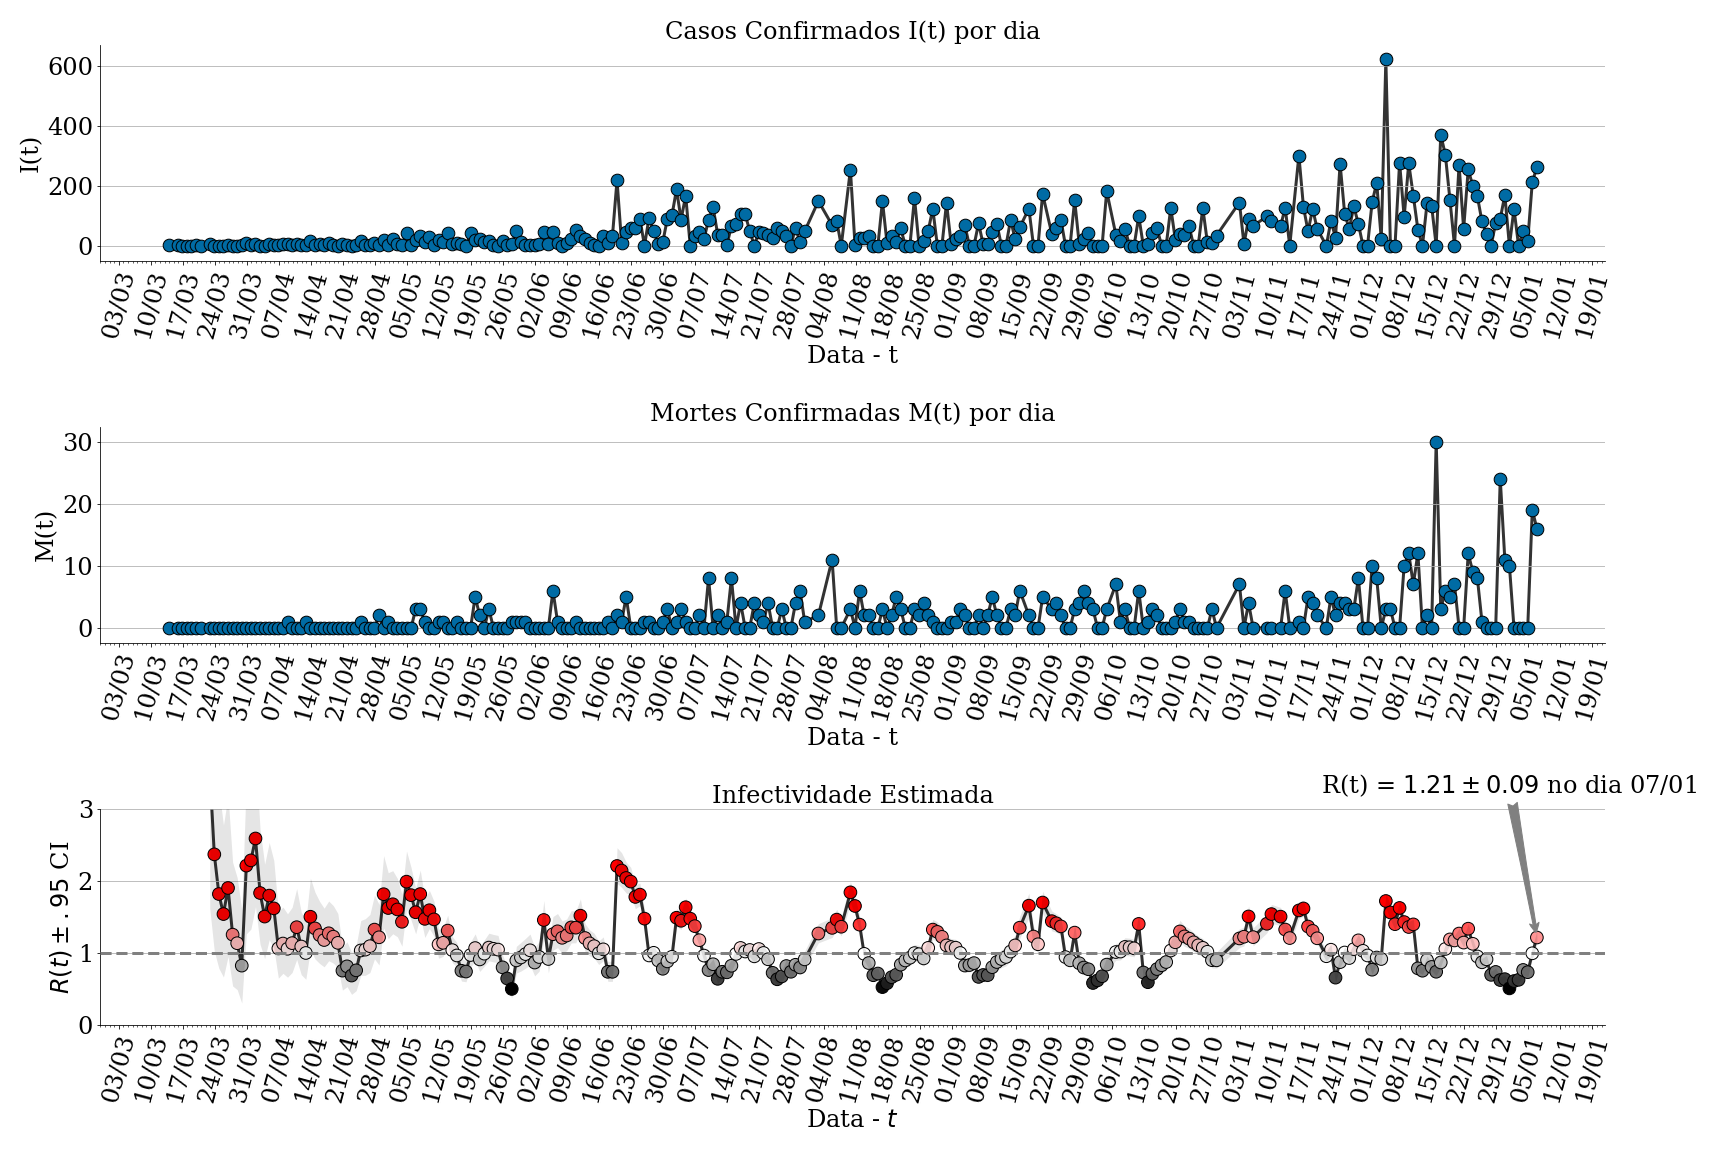 Casos Confirmados I(t) por dia
600
400
200
0
I(t)
03/03 10/03 17/03 24/03 31/03 07/04 14/04 21/04 28/04 05/05 12/05 19/05 26/05 02/06 09/06 16/06 23/06 30/06 07/07 14/07 21/07 28/07 04/08 11/08 18/08 25/08 01/09 08/09 15/09 22/09 29/09 06/10 13/10 20/10 27/10 03/11 10/11 17/11 24/11 01/12 08/12 15/12 22/12 29/12 05/01 12/01 19/01
Data - t
Mortes Confirmadas M(t) por dia
30
20
10
0
M(t)
03/03 10/03 17/03 24/03 31/03 07/04 14/04 21/04 28/04 05/05 12/05 19/05 26/05 02/06 09/06 16/06 23/06 30/06 07/07 14/07 21/07 28/07 04/08 11/08 18/08 25/08 01/09 08/09 15/09 22/09 29/09 06/10 13/10 20/10 27/10 03/11 10/11 17/11 24/11 01/12 08/12 15/12 22/12 29/12 05/01 12/01 19/01
Data - t
R(t) = 1.21 ± 0.09 no dia 07/01
Infectividade Estimada
3
2
1
0
R(t) ± .95 CI
03/03 10/03 17/03 24/03 31/03 07/04 14/04 21/04 28/04 05/05 12/05 19/05 26/05 02/06 09/06 16/06 23/06 30/06 07/07 14/07 21/07 28/07 04/08 11/08 18/08 25/08 01/09 08/09 15/09 22/09 29/09 06/10 13/10 20/10 27/10 03/11 10/11 17/11 24/11 01/12 08/12 15/12 22/12 29/12 05/01 12/01 19/01
Data - t